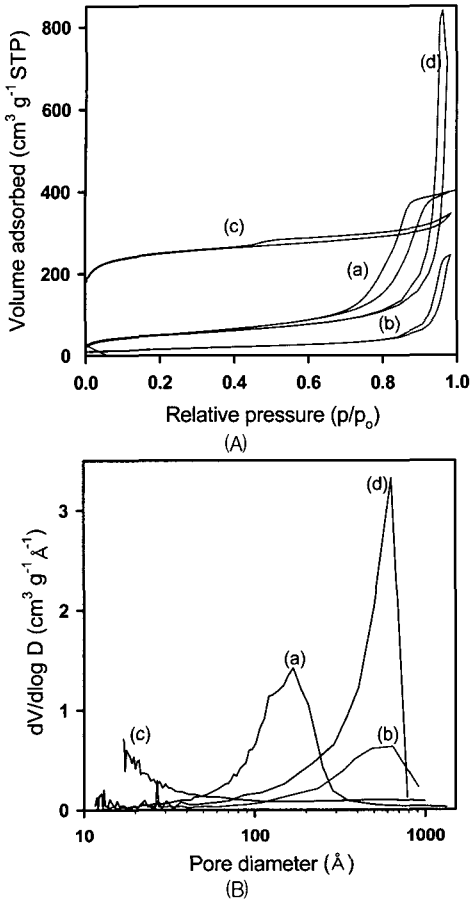 800
600
400
200
0
Volume adsorbed (cm³ g⁻¹ STP)
(d)
(c)
(a)
(b)
0.0 0.2 0.4 0.6 0.8 1.0
Relative pressure (p/pₒ)
(A)
3
2
1
0
dV/dlog D (cm³ g⁻¹ Å⁻¹)
(d)
(a)
(c)
(b)
10 100 1000
Pore diameter (Å)
(B)